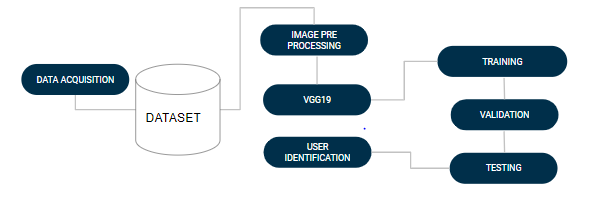 DATA ACQUISITION
DATASET
IMAGE PRE
PROCESSING
VGG19
USER
IDENTIFICATION
TRAINING
VALIDATION
TESTING